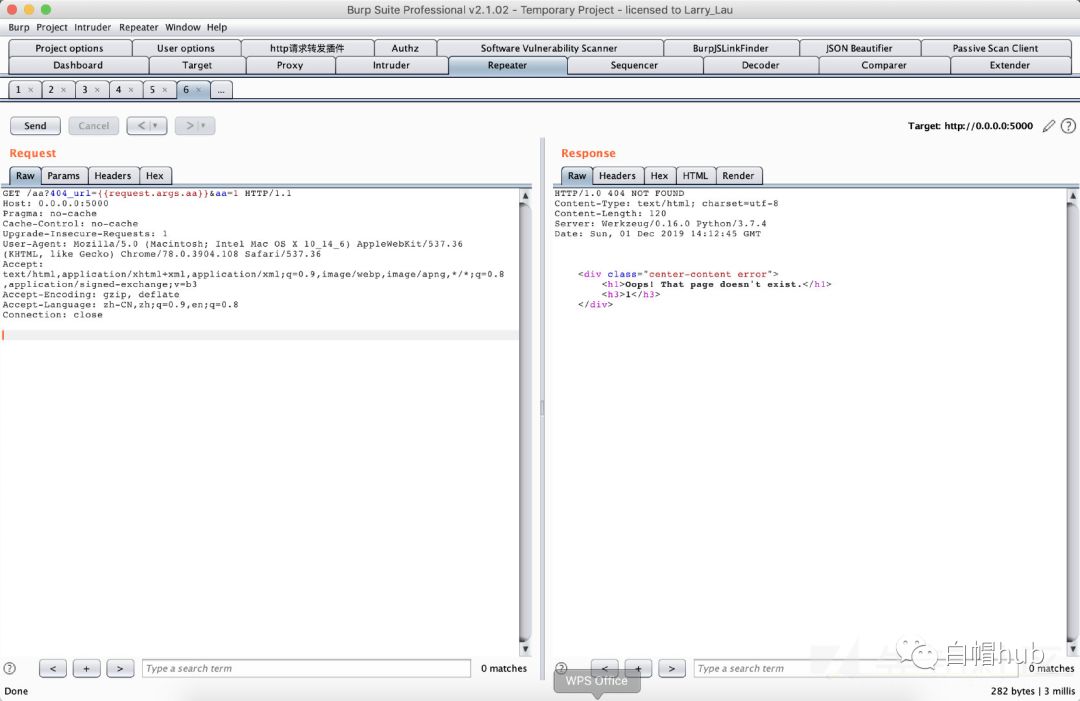 Burp Suite Professional v2.1.02 - Temporary Project - licensed to Larry_Lau
Burp Project Intruder Repeater Window Help
Project options User options http请求转发插件 Authz Software Vulnerability Scanner BurpJSLinkFinder JSON Beautifier Passive Scan Client
Dashboard Target Proxy Intruder Repeater Sequencer Decoder Comparer Extender
1 × 2 × 3 × 4 × 5 × 6 × ...
Send Cancel < | ▾ > | ▾ Target: http://0.0.0.0:5000 ?
Request
Raw Params Headers Hex
GET /aa?404_url={{request.args.aa}}&aa=1 HTTP/1.1
Host: 0.0.0.0:5000
Pragma: no-cache
Cache-Control: no-cache
Upgrade-Insecure-Requests: 1
User-Agent: Mozilla/5.0 (Macintosh; Intel Mac OS X 10_14_6) AppleWebKit/537.36
(KHTML, like Gecko) Chrome/78.0.3904.108 Safari/537.36
Accept:
text/html,application/xhtml+xml,application/xml;q=0.9,image/webp,image/apng,*/*;q=0.8
,application/signed-exchange;v=b3
Accept-Encoding: gzip, deflate
Accept-Language: zh-CN,zh;q=0.9,en;q=0.8
Connection: close
? < + > Type a search term 0 matches
Response
Raw Headers Hex HTML Render
HTTP/1.0 404 NOT FOUND
Content-Type: text/html; charset=utf-8
Content-Length: 120
Server: Werkzeug/0.16.0 Python/3.7.4
Date: Sun, 01 Dec 2019 14:12:45 GMT
<div class="center-content error">
<h1>Oops! That page doesn't exist.</h1>
<h3>1</h3>
</div>
? < + > Type a search term 0 matches
白帽hub
WPS Office
Done
282 bytes | 3 millis